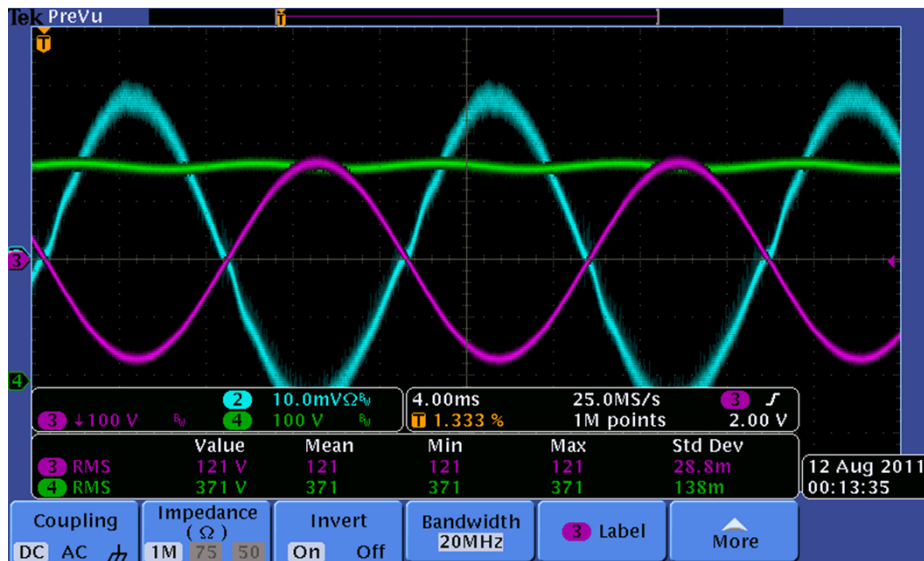 Tek PreVu
T
T
3
4
2 10.0mVΩBW
3 ↓100 V BW 4 100 V BW
4.00ms 25.0MS/s 3
T 1.333 % 1M points 2.00 V
Value Mean Min Max Std Dev
3 RMS 121 V 121 121 121 28.8m
4 RMS 371 V 371 371 371 138m
12 Aug 2011
00:13:35
Coupling Impedance (Ω) Invert Bandwidth 3 Label More
DC AC 1M 75 50 On Off 20MHz